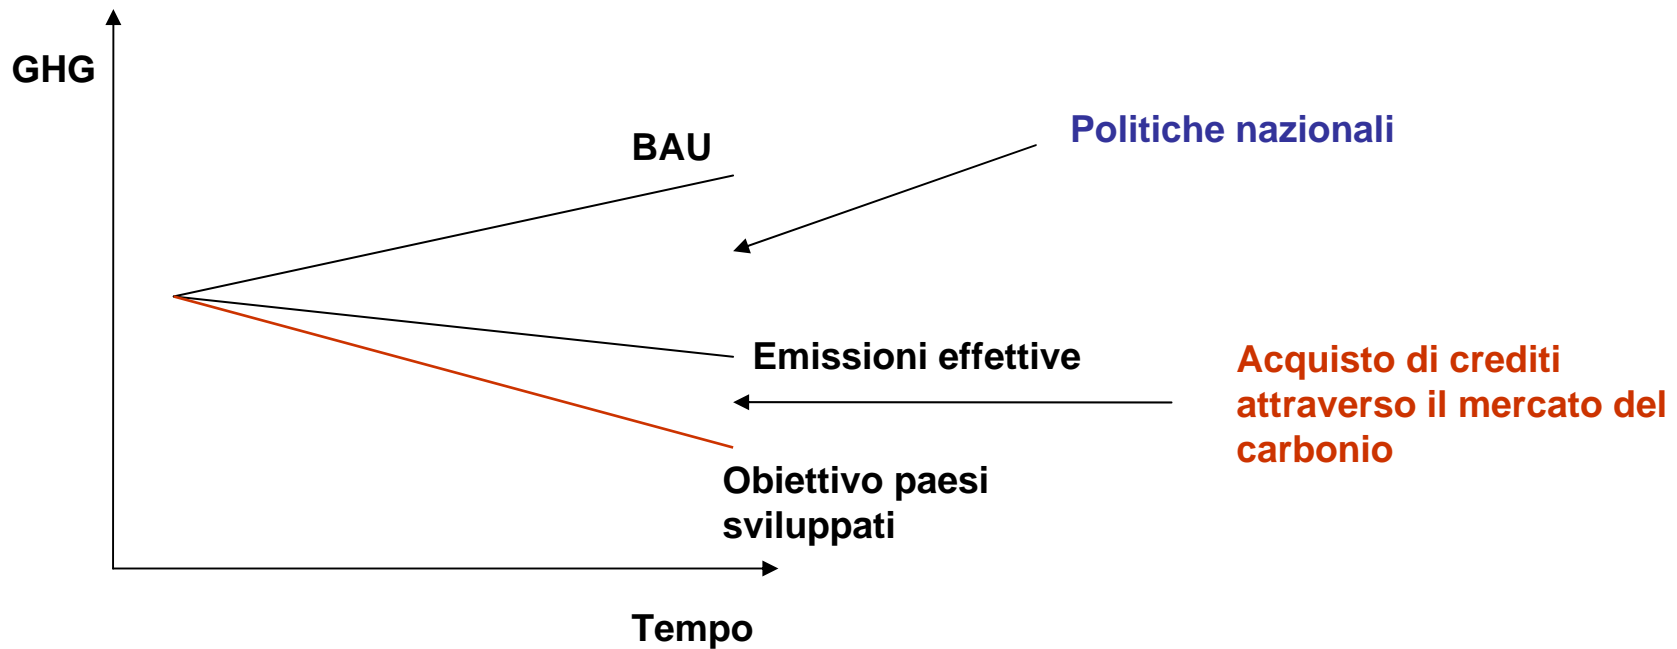 GHG
BAU
Politiche nazionali
Emissioni effettive
Acquisto di crediti
attraverso il mercato del
carbonio
Obiettivo paesi
sviluppati
Tempo